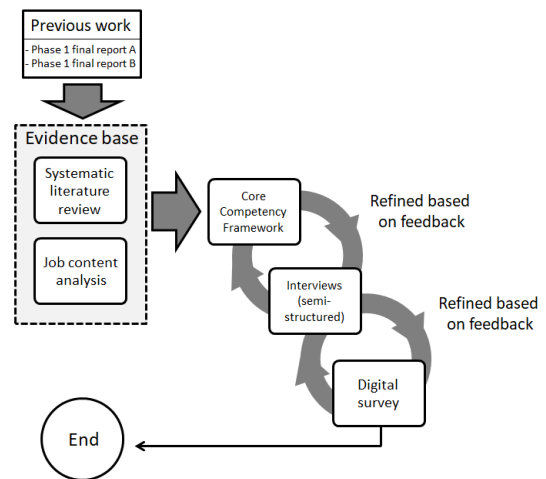 Previous work
- Phase 1 final report A
- Phase 1 final report B
Evidence base
Systematic
literature
review
Job content
analysis
Core
Competency
Framework
Refined based
on feedback
Interviews
(semi-
structured)
Refined based
on feedback
Digital
survey
End